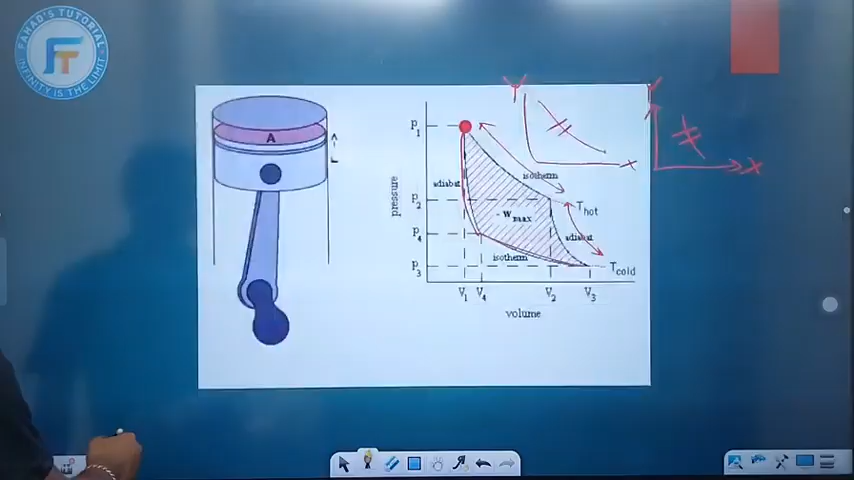 FAHAD'S TUTORIAL
FT
INFINITY IS THE LIMIT
A
pressure
P1
P2
P4
P3
adiabat
isotherm
- Wmax
Thot
adiabat
isotherm
Tcold
V1 V4 V2 V3
volume
Y
X
Y
X